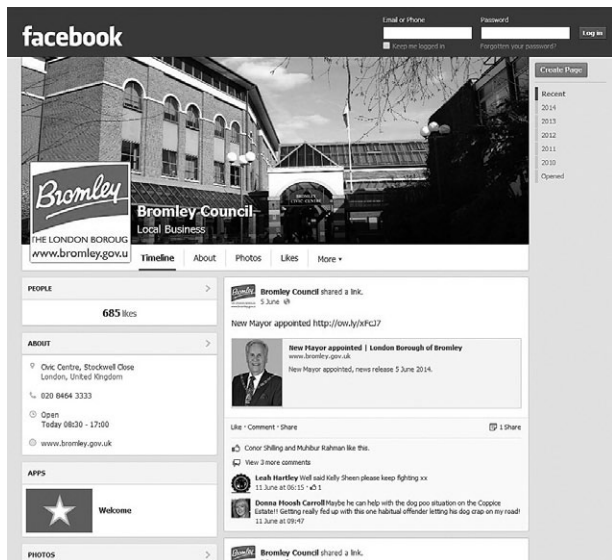 facebook
Email or Phone
Password
Log in
Keep me logged in
Forgotten your password?
Create Page
Recent
2014
2013
2012
2011
2010
Opened
Bromley
THE LONDON BOROUG
www.bromley.gov.u
Bromley Council
Local Business
Timeline
About
Photos
Likes
More
PEOPLE
685 likes
ABOUT
Civic Centre, Stockwell Close
London, United Kingdom
020 8464 3333
Open
Today 08:30 - 17:00
www.bromley.gov.uk
APPS
Welcome
PHOTOS
Bromley Council shared a link.
5 June
New Mayor appointed http://ow.ly/xFCJ7
New Mayor appointed | London Borough of Bromley
www.bromley.gov.uk
New Mayor appointed, news release 5 June 2014.
Like · Comment · Share
1 Share
Conor Shilling and Muhibur Rahman like this.
View 3 more comments
Leah Hartley Well said Kelly Sheen please keep fighting xx
11 June at 06:15 · 1
Donna Moosh Carroll Maybe he can help with the dog poo situation on the Coppice
Estate!! Getting really fed up with this one habitual offender letting his dog crap on my road!
11 June at 09:47
Bromley Council shared a link.